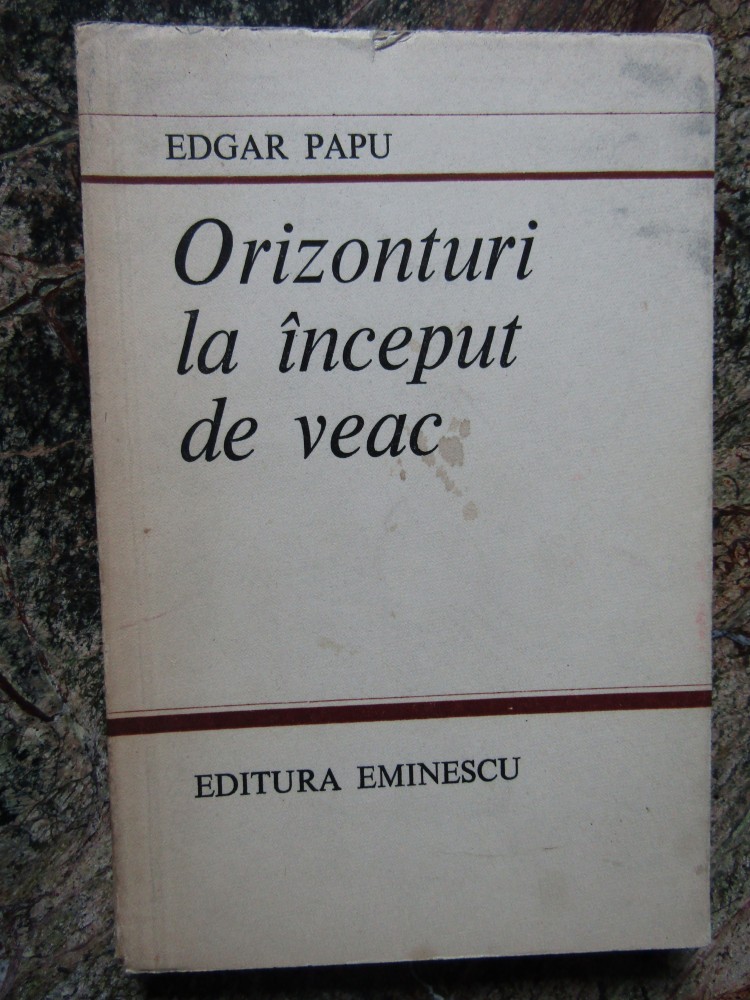 EDGAR PAPU
Orizonturi
la început
de veac
EDITURA EMINESCU